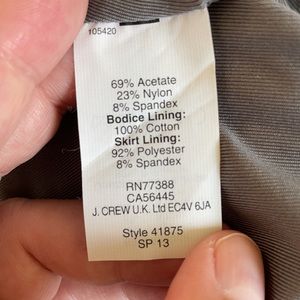 105420
69% Acetate
23% Nylon
8% Spandex
Bodice Lining:
100% Cotton
Skirt Lining:
92% Polyester
8% Spandex
RN77388
CA56445
J. CREW U.K. Ltd EC4V 6JA
Style 41875
SP 13